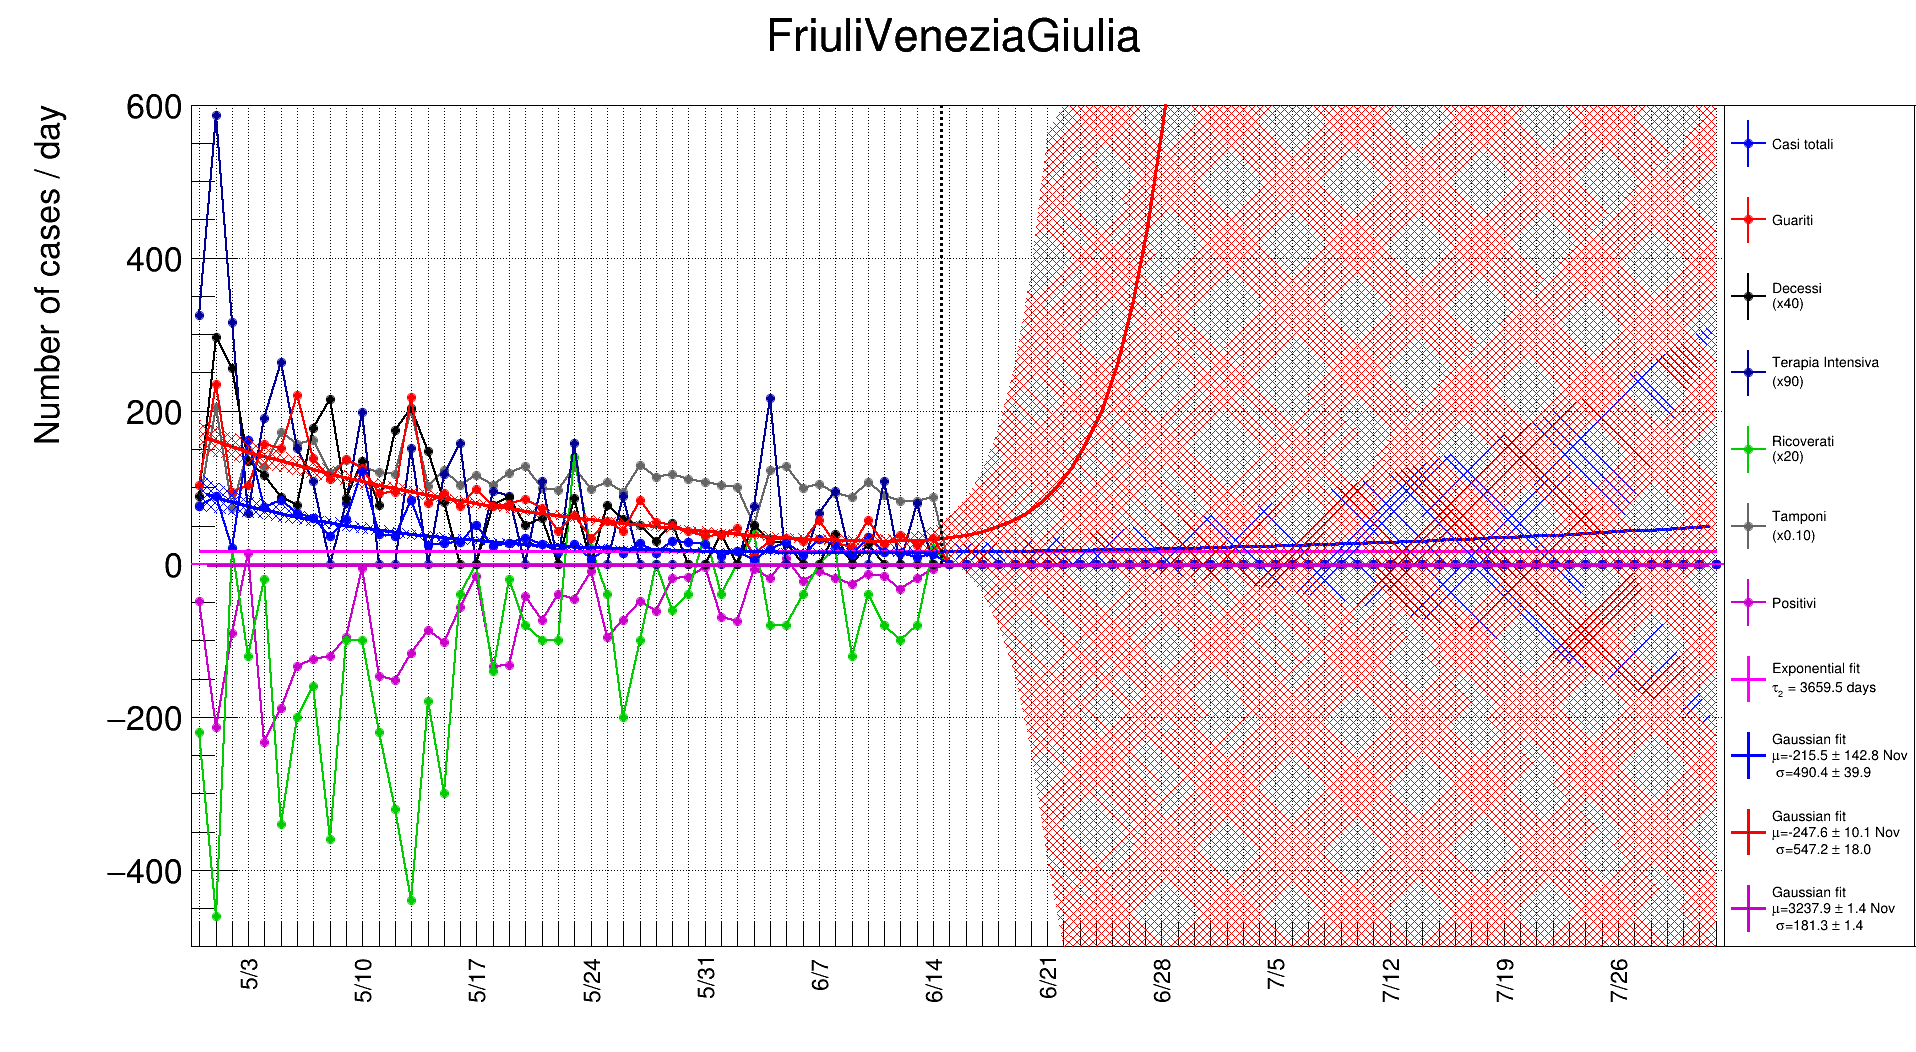 FriuliVeneziaGiulia
Number of cases / day
600
400
200
0
−200
−400
5/3
5/10
5/17
5/24
5/31
6/7
6/14
6/21
6/28
7/5
7/12
7/19
7/26
Casi totali
Guariti
Decessi
(x40)
Terapia Intensiva
(x90)
Ricoverati
(x20)
Tamponi
(x0.10)
Positivi
Exponential fit
τ2 = 3659.5 days
Gaussian fit
μ=-215.5 ± 142.8 Nov
σ=490.4 ± 39.9
Gaussian fit
μ=-247.6 ± 10.1 Nov
σ=547.2 ± 18.0
Gaussian fit
μ=3237.9 ± 1.4 Nov
σ=181.3 ± 1.4